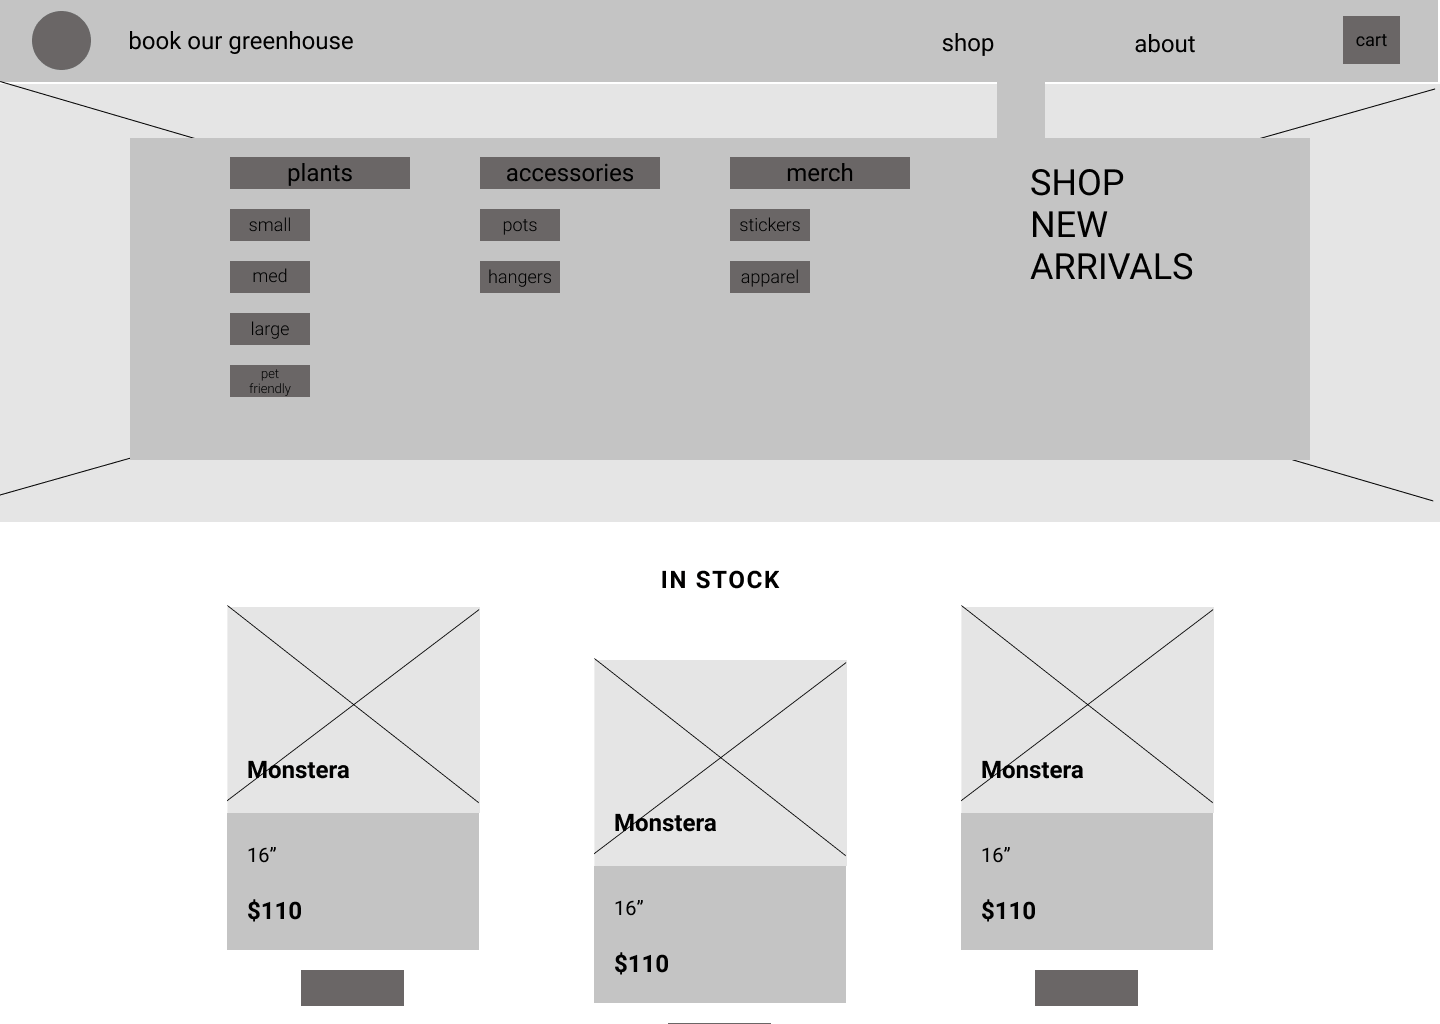 book our greenhouse
shop
about
cart
plants
accessories
merch
SHOP
NEW
ARRIVALS
small
pots
stickers
med
hangers
apparel
large
pet
friendly
IN STOCK
Monstera
16”
$110
Monstera
16”
$110
Monstera
16”
$110